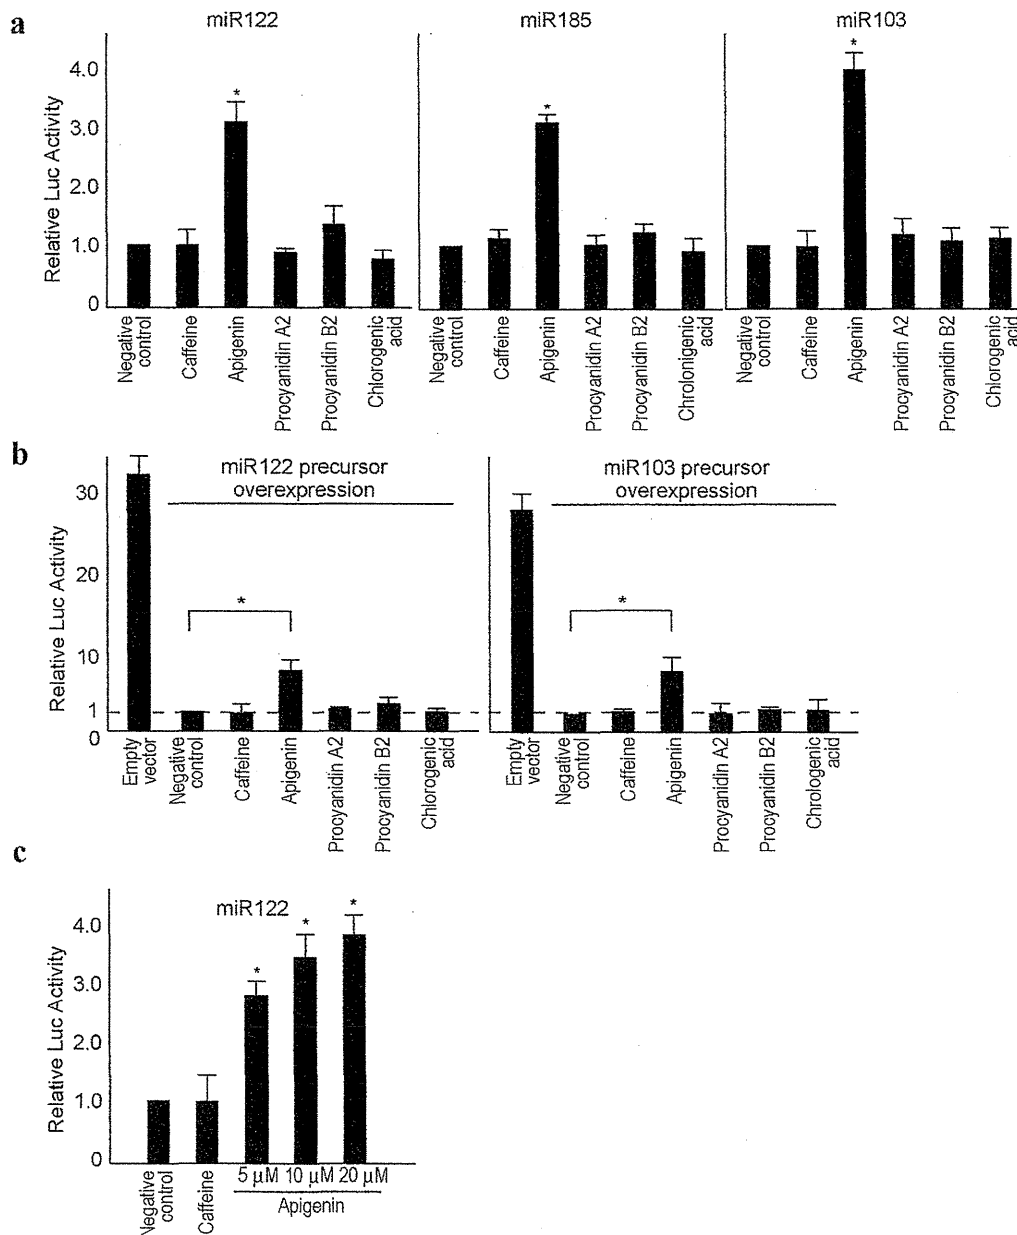 a
miR122
miR185
miR103
Relative Luc Activity
4.0
3.0
2.0
1.0
0
*
*
*
Negative control
Caffeine
Apigenin
Procyanidin A2
Procyanidin B2
Chlorogenic acid
Negative control
Caffeine
Apigenin
Procyanidin A2
Procyanidin B2
Chrolonigenic acid
Negative control
Caffeine
Apigenin
Procyanidin A2
Procyanidin B2
Chlorogenic acid
b
miR122 precursor
overexpression
miR103 precursor
overexpression
Relative Luc Activity
30
20
10
1
0
*
*
Empty vector
Negative control
Caffeine
Apigenin
Procyanidin A2
Procyanidin B2
Chlorogenic acid
Empty vector
Negative control
Caffeine
Apigenin
Procyanidin A2
Procyanidin B2
Chrologenic acid
c
miR122
Relative Luc Activity
4.0
3.0
2.0
1.0
0
*
*
*
Negative control
Caffeine
5 µM 10 µM 20 µM
Apigenin